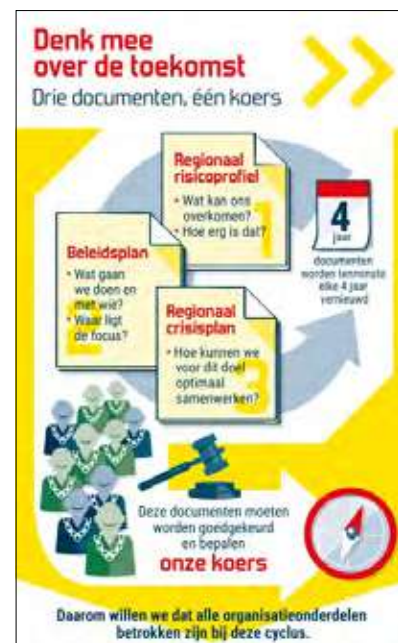 Denk mee
over de toekomst
Drie documenten, één koers
1
Regionaal
risicoprofiel
• Wat kan ons
overkomen?
• Hoe erg is dat?
4
jaar
documenten
worden tenminste
elke 4 jaar
vernieuwd
2
Beleidsplan
• Wat gaan
we doen en
met wie?
• Waar ligt
de focus?
3
Regionaal
crisisplan
• Hoe kunnen we
voor dit doel
optimaal
samenwerken?
Deze documenten moeten
worden goedgekeurd
en bepalen
onze koers
Daarom willen we dat alle organisatieonderdelen
betrokken zijn bij deze cyclus.